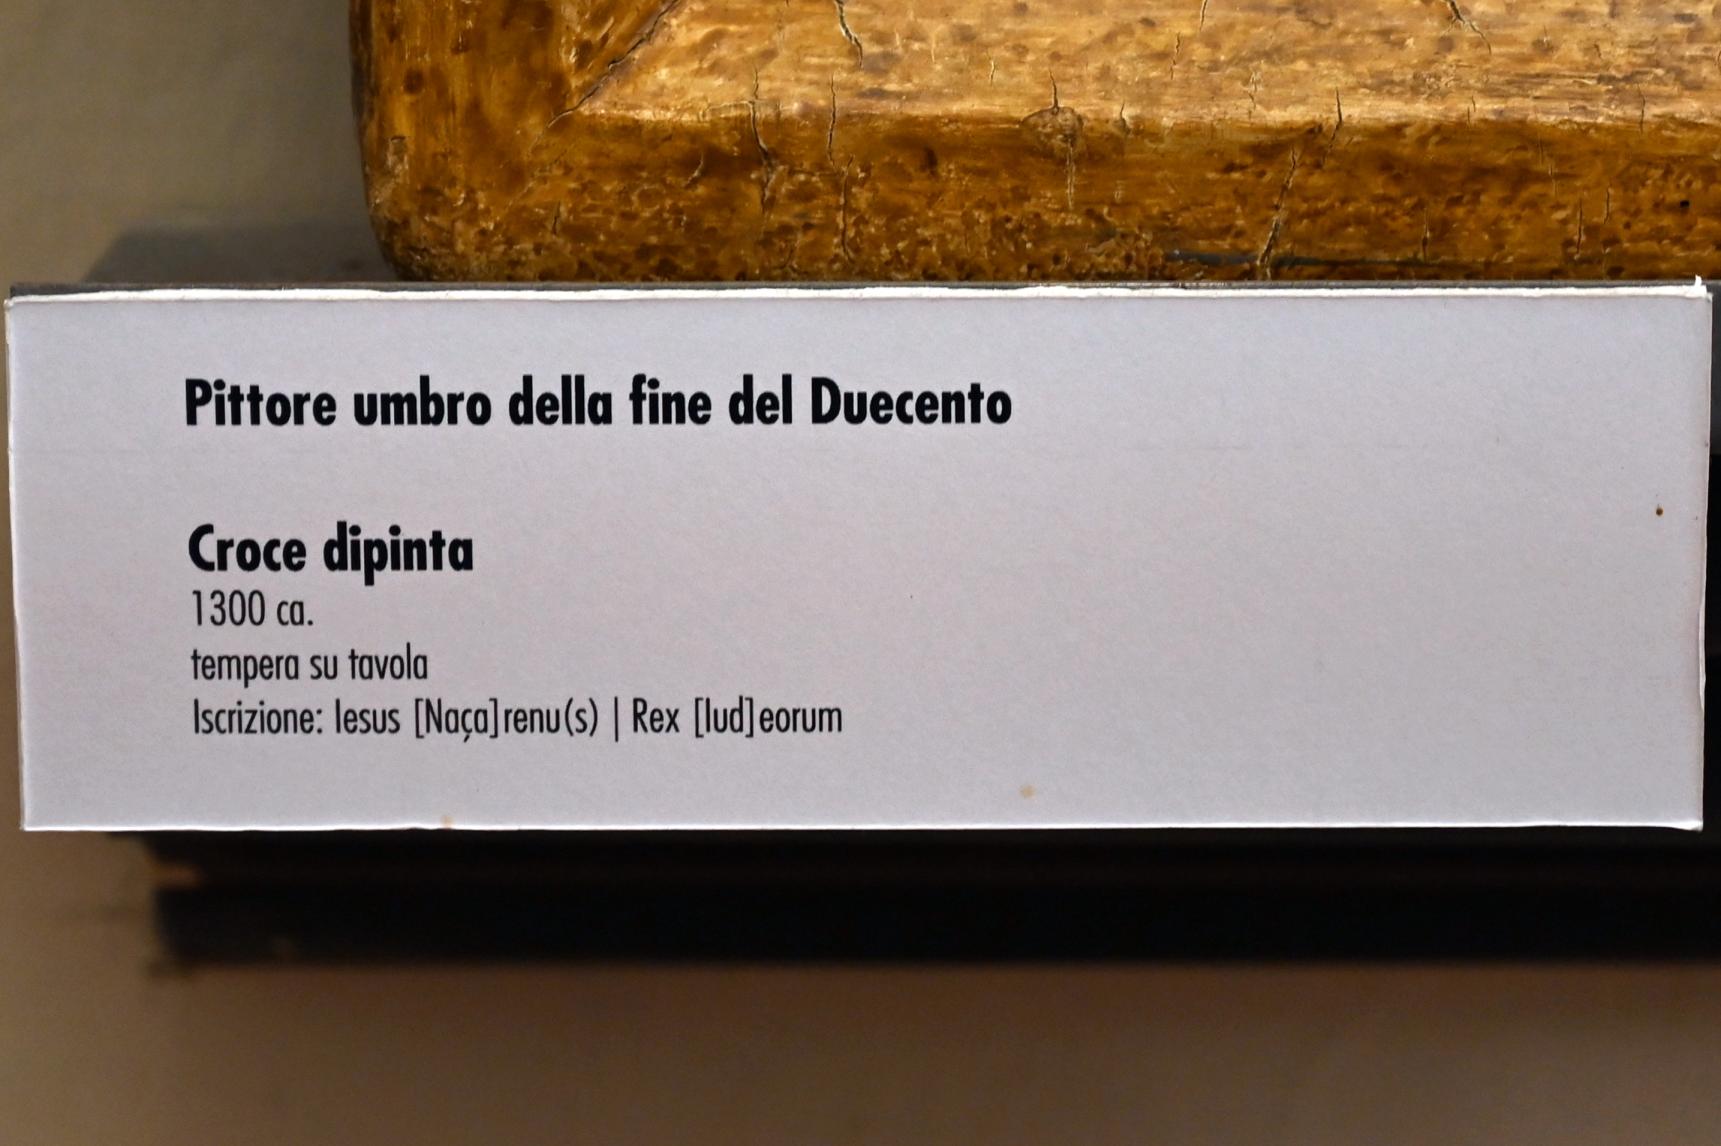 Pittore umbro della fine del Duecento
Croce dipinta
1300 ca.
tempera su tavola
Iscrizione: Iesus [Naça]renu(s) | Rex [Iud]eorum